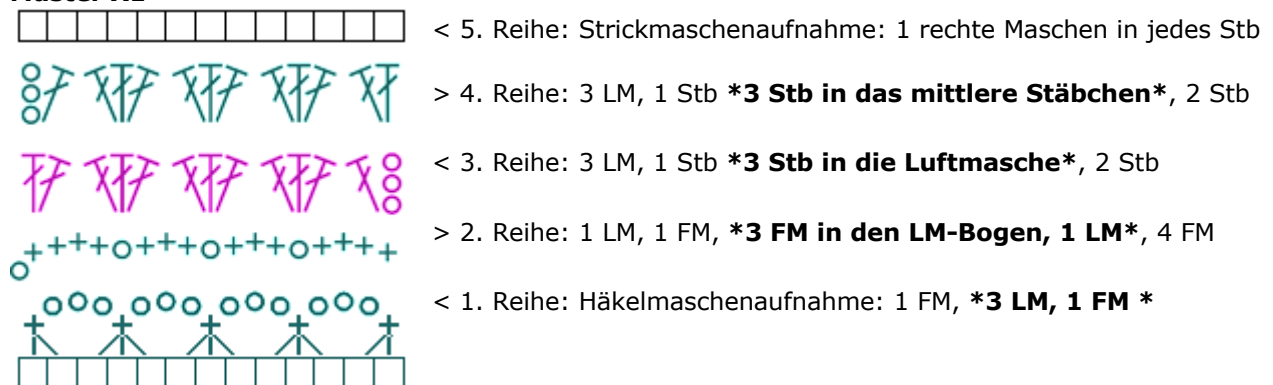 < 5. Reihe: Strickmaschenaufnahme: 1 rechte Maschen in jedes Stb
> 4. Reihe: 3 LM, 1 Stb *3 Stb in das mittlere Stäbchen*, 2 Stb
< 3. Reihe: 3 LM, 1 Stb *3 Stb in die Luftmasche*, 2 Stb
> 2. Reihe: 1 LM, 1 FM, *3 FM in den LM-Bogen, 1 LM*, 4 FM
< 1. Reihe: Häkelmaschenaufnahme: 1 FM, *3 LM, 1 FM *